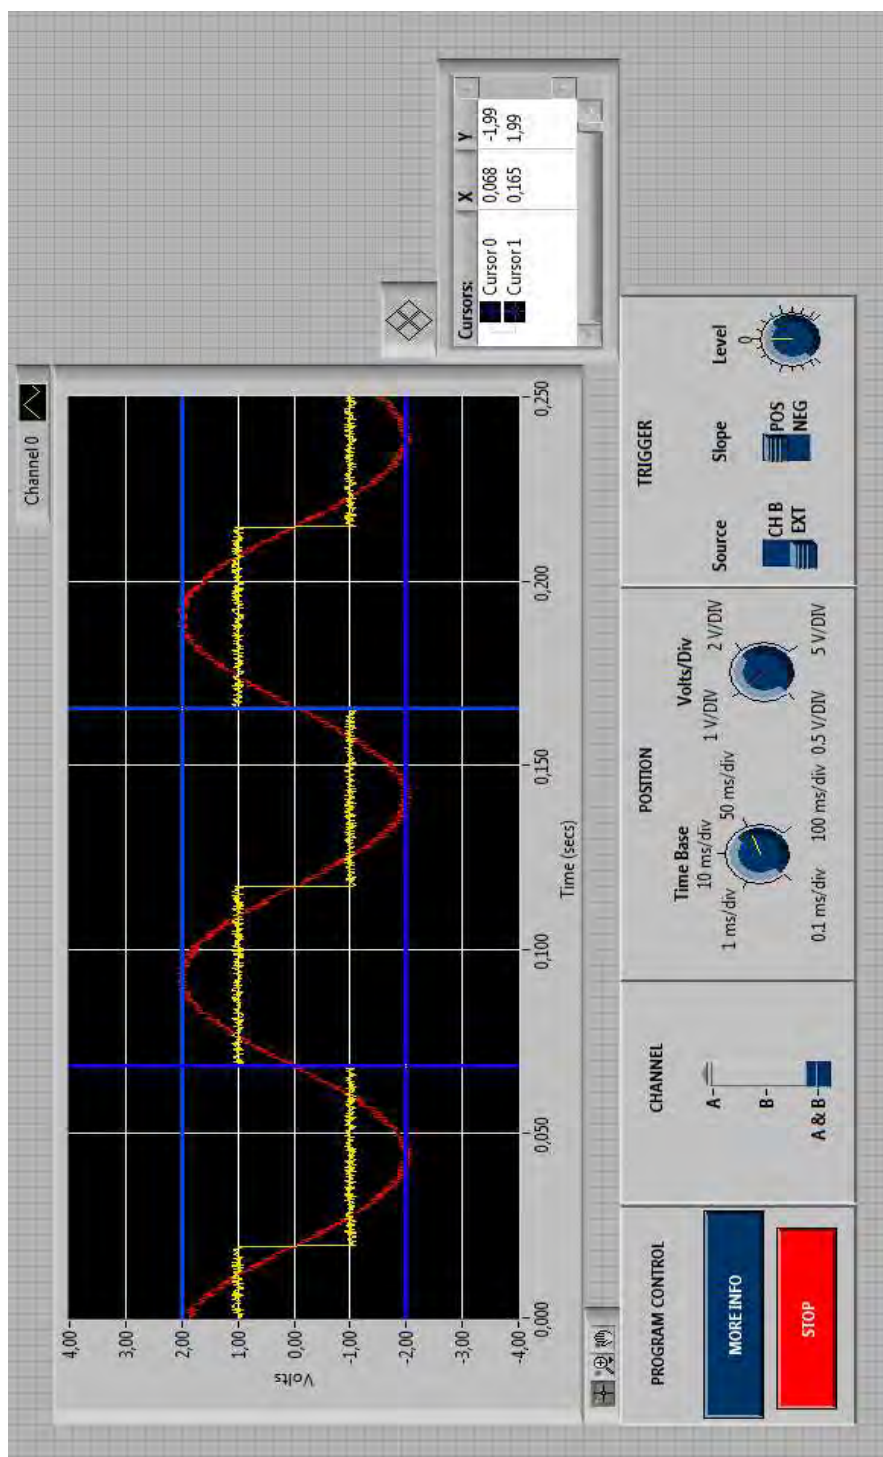 Channel 0
4,00
3,00
2,00
1,00
0,00
-1,00
-2,00
-3,00
-4,00
Volts
0,000
0,050
0,100
0,150
0,200
0,250
Time (secs)
Cursors:
X
Y
Cursor 0
0,068
-1,99
Cursor 1
0,165
1,99
PROGRAM CONTROL
MORE INFO
STOP
CHANNEL
A
B
A & B
POSITION
Time Base
10 ms/div
1 ms/div
50 ms/div
0.1 ms/div
100 ms/div
Volts/Div
1 V/DIV
2 V/DIV
0.5 V/DIV
5 V/DIV
TRIGGER
Source
CH B
EXT
Slope
POS
NEG
Level
0